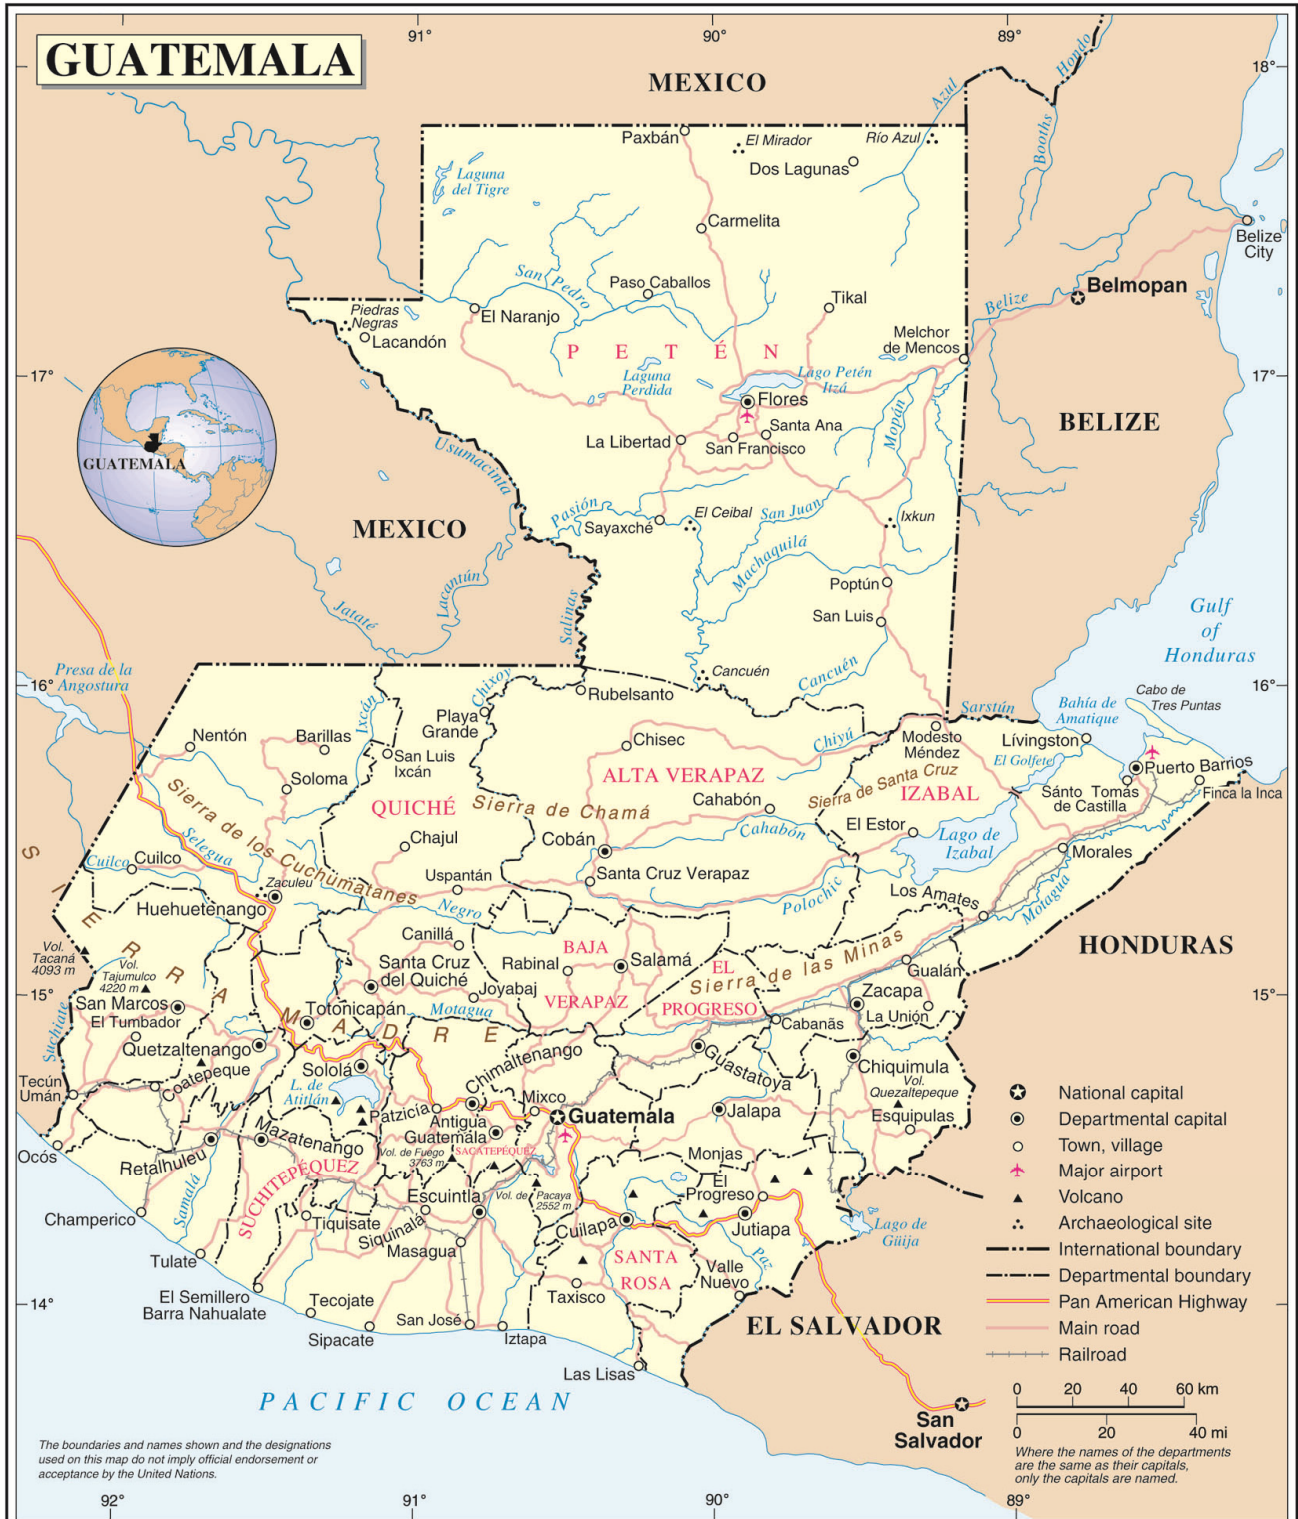 GUATEMALA
91°
90°
89°
18°
MEXICO
Hondo
Azul
Booths
Paxbán
El Mirador
Río Azul
Dos Lagunas
Laguna
del Tigre
Carmelita
Belize
City
San Pedro
Paso Caballos
Tikal
Belmopan
Belize
Piedras
Negras
El Naranjo
Lacandón
Melchor
de Mencos
PETÉN
17°
17°
Laguna
Perdida
Lago Petén
Itzá
Flores
Mopán
BELIZE
Santa Ana
La Libertad
San Francisco
GUATEMALA
Usumacinta
MEXICO
Pasión
El Ceibal
San Juan
Ixkun
Sayaxché
Machaquilá
Lacantún
Jataté
Salinas
Poptún
San Luis
Gulf
of
Honduras
Presa de la
Angostura
16°
16°
Cancuén
Cancuén
Chixoy
Rubelsanto
Ixcán
Playa
Grande
Sarstún
Bahía de
Amatique
Cabo de
Tres Puntas
Nentón
Barillas
San Luis
Ixcán
Chisec
Chiyú
Modesto
Méndez
Lívingston
El Golfete
Puerto Barrios
Soloma
ALTA VERAPAZ
Sierra de Santa Cruz
IZABAL
Sánto Tomás
de Castilla
Finca la Inca
QUICHÉ
Sierra de Chamá
Cahabón
Sierra de los Cuchumatanes
Selegua
Chajul
Cobán
Cahabón
El Estor
Lago de
Izabal
Cuilco
Cuilco
Morales
Zaculeu
Uspantán
Santa Cruz Verapaz
Polochic
Los Amates
Motagua
Huehuetenango
Negro
SIERRA MADRE
Canillá
BAJA
VERAPAZ
Sierra de las Minas
HONDURAS
Vol.
Tacaná
4093 m
Vol.
Tajumulco
4220 m
Santa Cruz
del Quiché
Rabinal
Salamá
EL
PROGRESO
Gualán
15°
15°
San Marcos
Joyabaj
Zacapa
La Unión
El Tumbador
Totonicapán
Motagua
Cabanãs
Suchiate
Quetzaltenango
Chimaltenango
Guastatoya
Chiquimula
Tecún
Umán
Coatepeque
Sololá
L. de
Atitlán
Vol.
Quezaltepeque
Patzicia
Mixco
Guatemala
Jalapa
Esquipulas
Ocós
Mazatenango
Antigua
Guatemala
Retalhuleu
Vol. de Fuego
3763 m
SACATEPÉQUEZ
Monjas
SUCHITEPÉQUEZ
Samalá
Escuintla
Vol. de Pacaya
2552 m
El
Progreso
Champerico
Tiquisate
Siquinalá
Cuilapa
Jutiapa
Lago de
Güija
Masagua
Tulate
SANTA
ROSA
Paz
Valle
Nuevo
El Semillero
Barra Nahualate
Taxisco
14°
Tecojate
Sipacate
San José
Iztapa
EL SALVADOR
Las Lisas
PACIFIC OCEAN
San
Salvador
National capital
Departmental capital
Town, village
Major airport
Volcano
Archaeological site
International boundary
Departmental boundary
Pan American Highway
Main road
Railroad
0 20 40 60 km
0 20 40 mi
Where the names of the departments
are the same as their capitals,
only the capitals are named.
The boundaries and names shown and the designations
used on this map do not imply official endorsement or
acceptance by the United Nations.
92°
91°
90°
89°